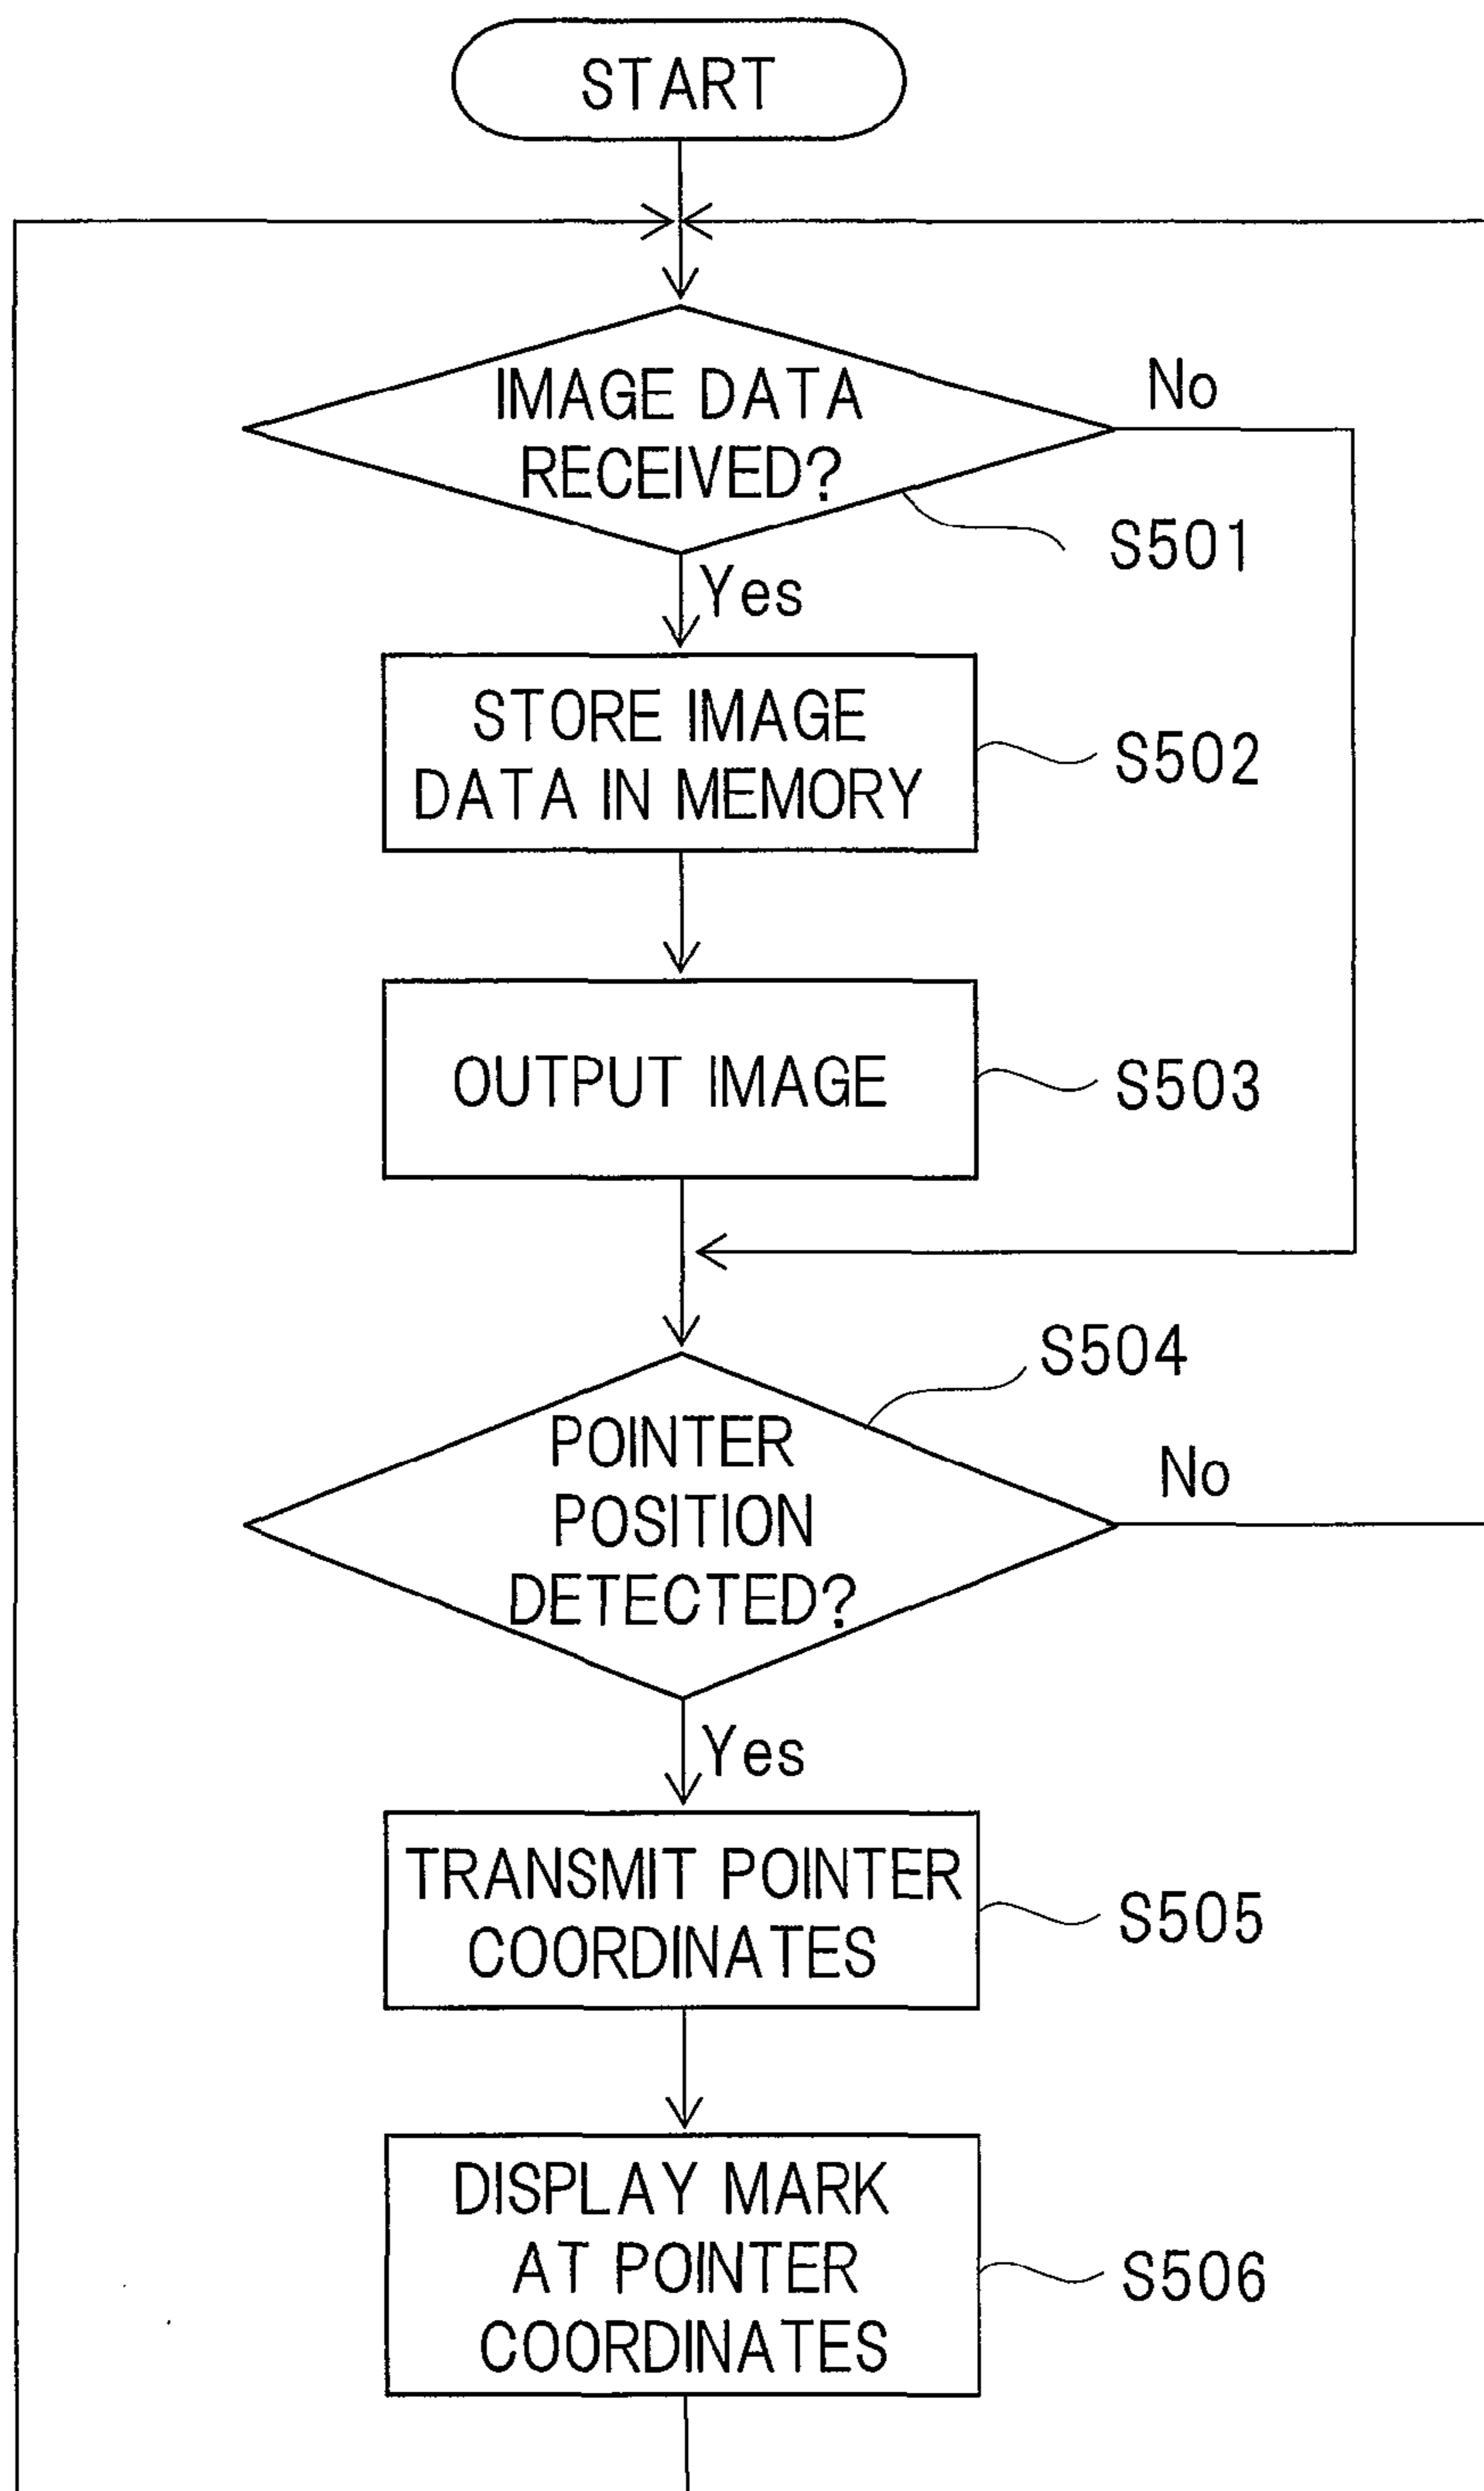 START
IMAGE DATA
RECEIVED?
No
S501
Yes
STORE IMAGE
DATA IN MEMORY
S502
OUTPUT IMAGE
S503
S504
POINTER
POSITION
DETECTED?
No
Yes
TRANSMIT POINTER
COORDINATES
S505
DISPLAY MARK
AT POINTER
COORDINATES
S506